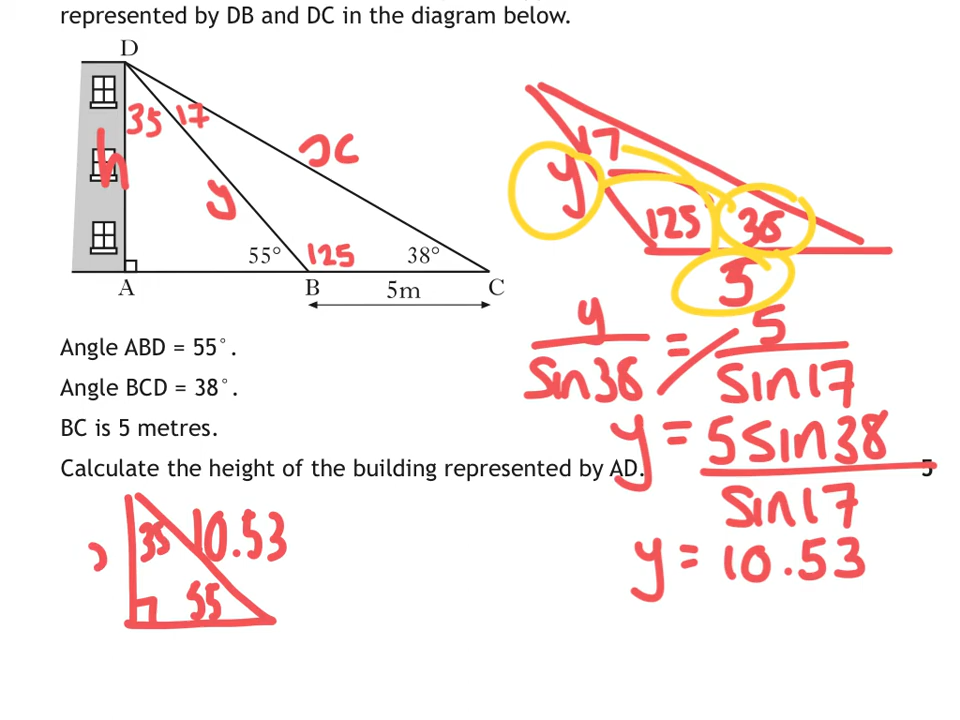 represented by DB and DC in the diagram below.
D
35 17
h
x
y
55° 125 38°
A B C
5m
17
y
125 38
5
Angle ABD = 55°.
Angle BCD = 38°.
BC is 5 metres.
Calculate the height of the building represented by AD. 5
y/sin38 = 5/sin17
y = 5sin38/sin17
y = 10.53
35 10.53
55